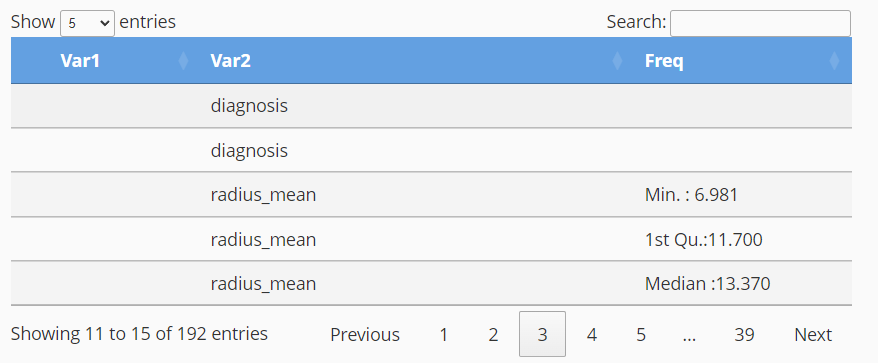 Show 5 entries Search:
Var1 Var2 Freq
diagnosis
diagnosis
radius_mean Min. : 6.981
radius_mean 1st Qu.:11.700
radius_mean Median :13.370
Showing 11 to 15 of 192 entries Previous 1 2 3 4 5 ... 39 Next